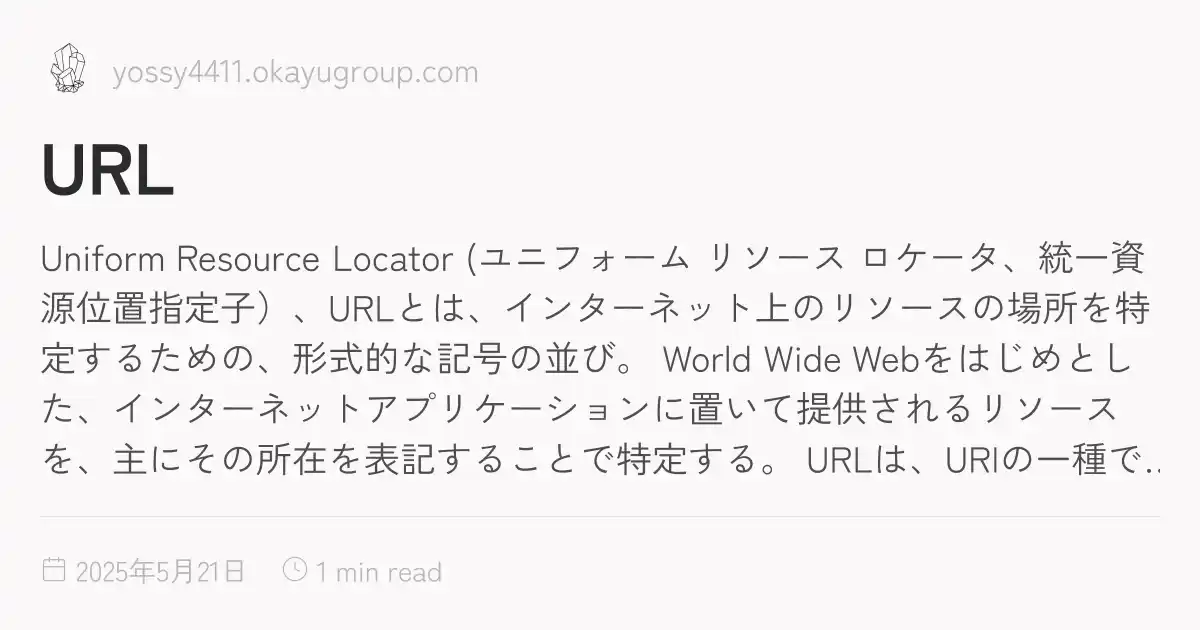 yossy4411.okayugroup.com
URL
Uniform Resource Locator (ユニフォーム リソース ロケータ、統一資
源位置指定子）、URLとは、インターネット上のリソースの場所を特
定するための、形式的な記号の並び。 World Wide Webをはじめとし
た、インターネットアプリケーションに置いて提供されるリソース
を、主にその所在を表記することで特定する。 URLは、URIの一種で..
2025年5月21日 1 min read